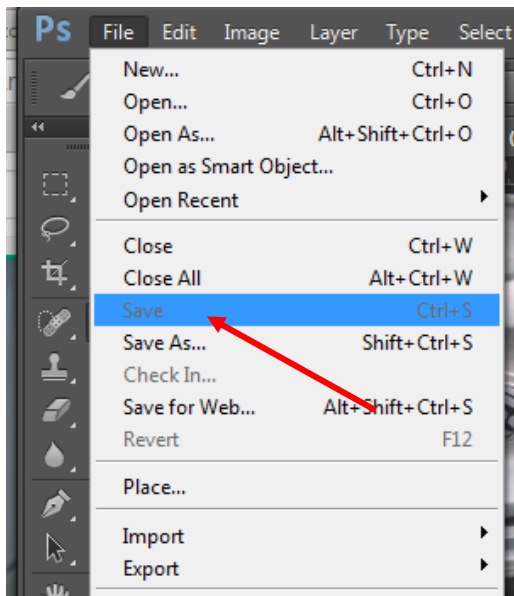 Ps File Edit Image Layer Type Select
New... Ctrl+N
Open... Ctrl+O
Open As... Alt+Shift+Ctrl+O
Open as Smart Object...
Open Recent
Close Ctrl+W
Close All Alt+Ctrl+W
Save Ctrl+S
Save As... Shift+Ctrl+S
Check In...
Save for Web... Alt+Shift+Ctrl+S
Revert F12
Place...
Import
Export